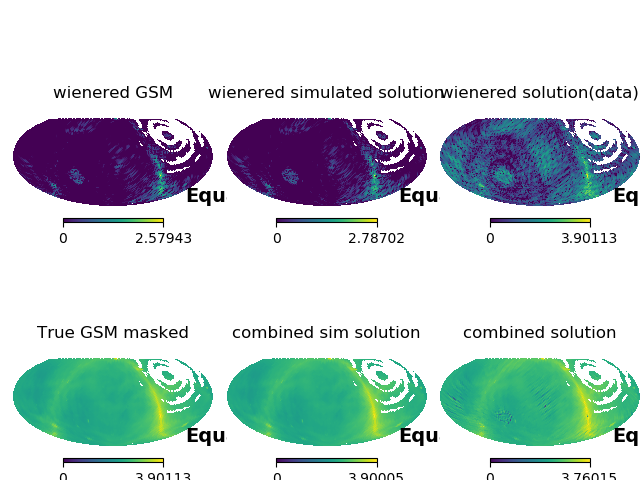 wienered GSM
wienered simulated solution
wienered solution(data)
Equ
Equ
Eq
0 2.57943
0 2.78702
0 3.90113
True GSM masked
combined sim solution
combined solution
Equ
Equ
Eq
0 3.90113
0 3.90005
0 3.76015